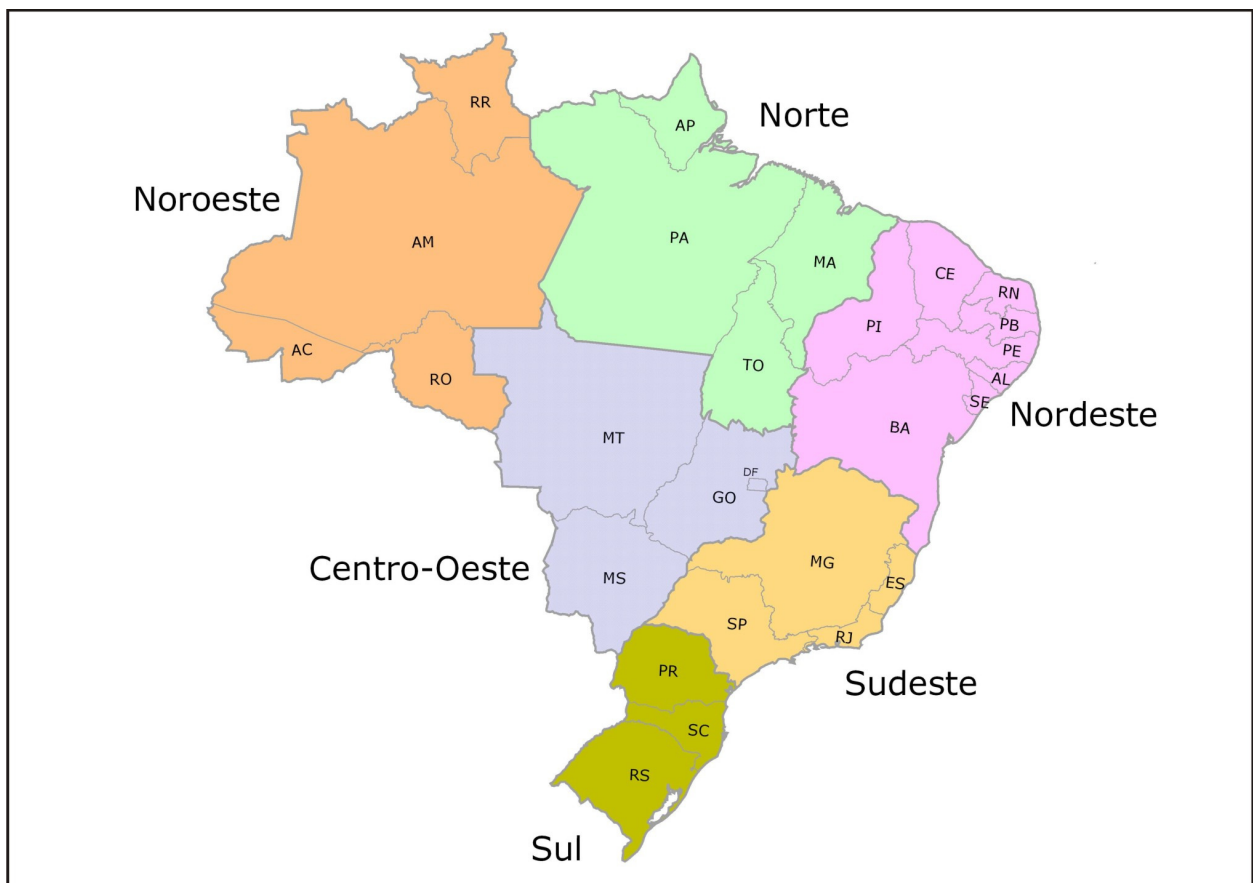 RR
AP
Norte
Noroeste
AM
PA
MA
CE
RN
PI
PB
PE
AC
RO
TO
AL
SE
Nordeste
BA
MT
DF
GO
Centro-Oeste
MS
MG
ES
SP
RJ
PR
Sudeste
SC
RS
Sul